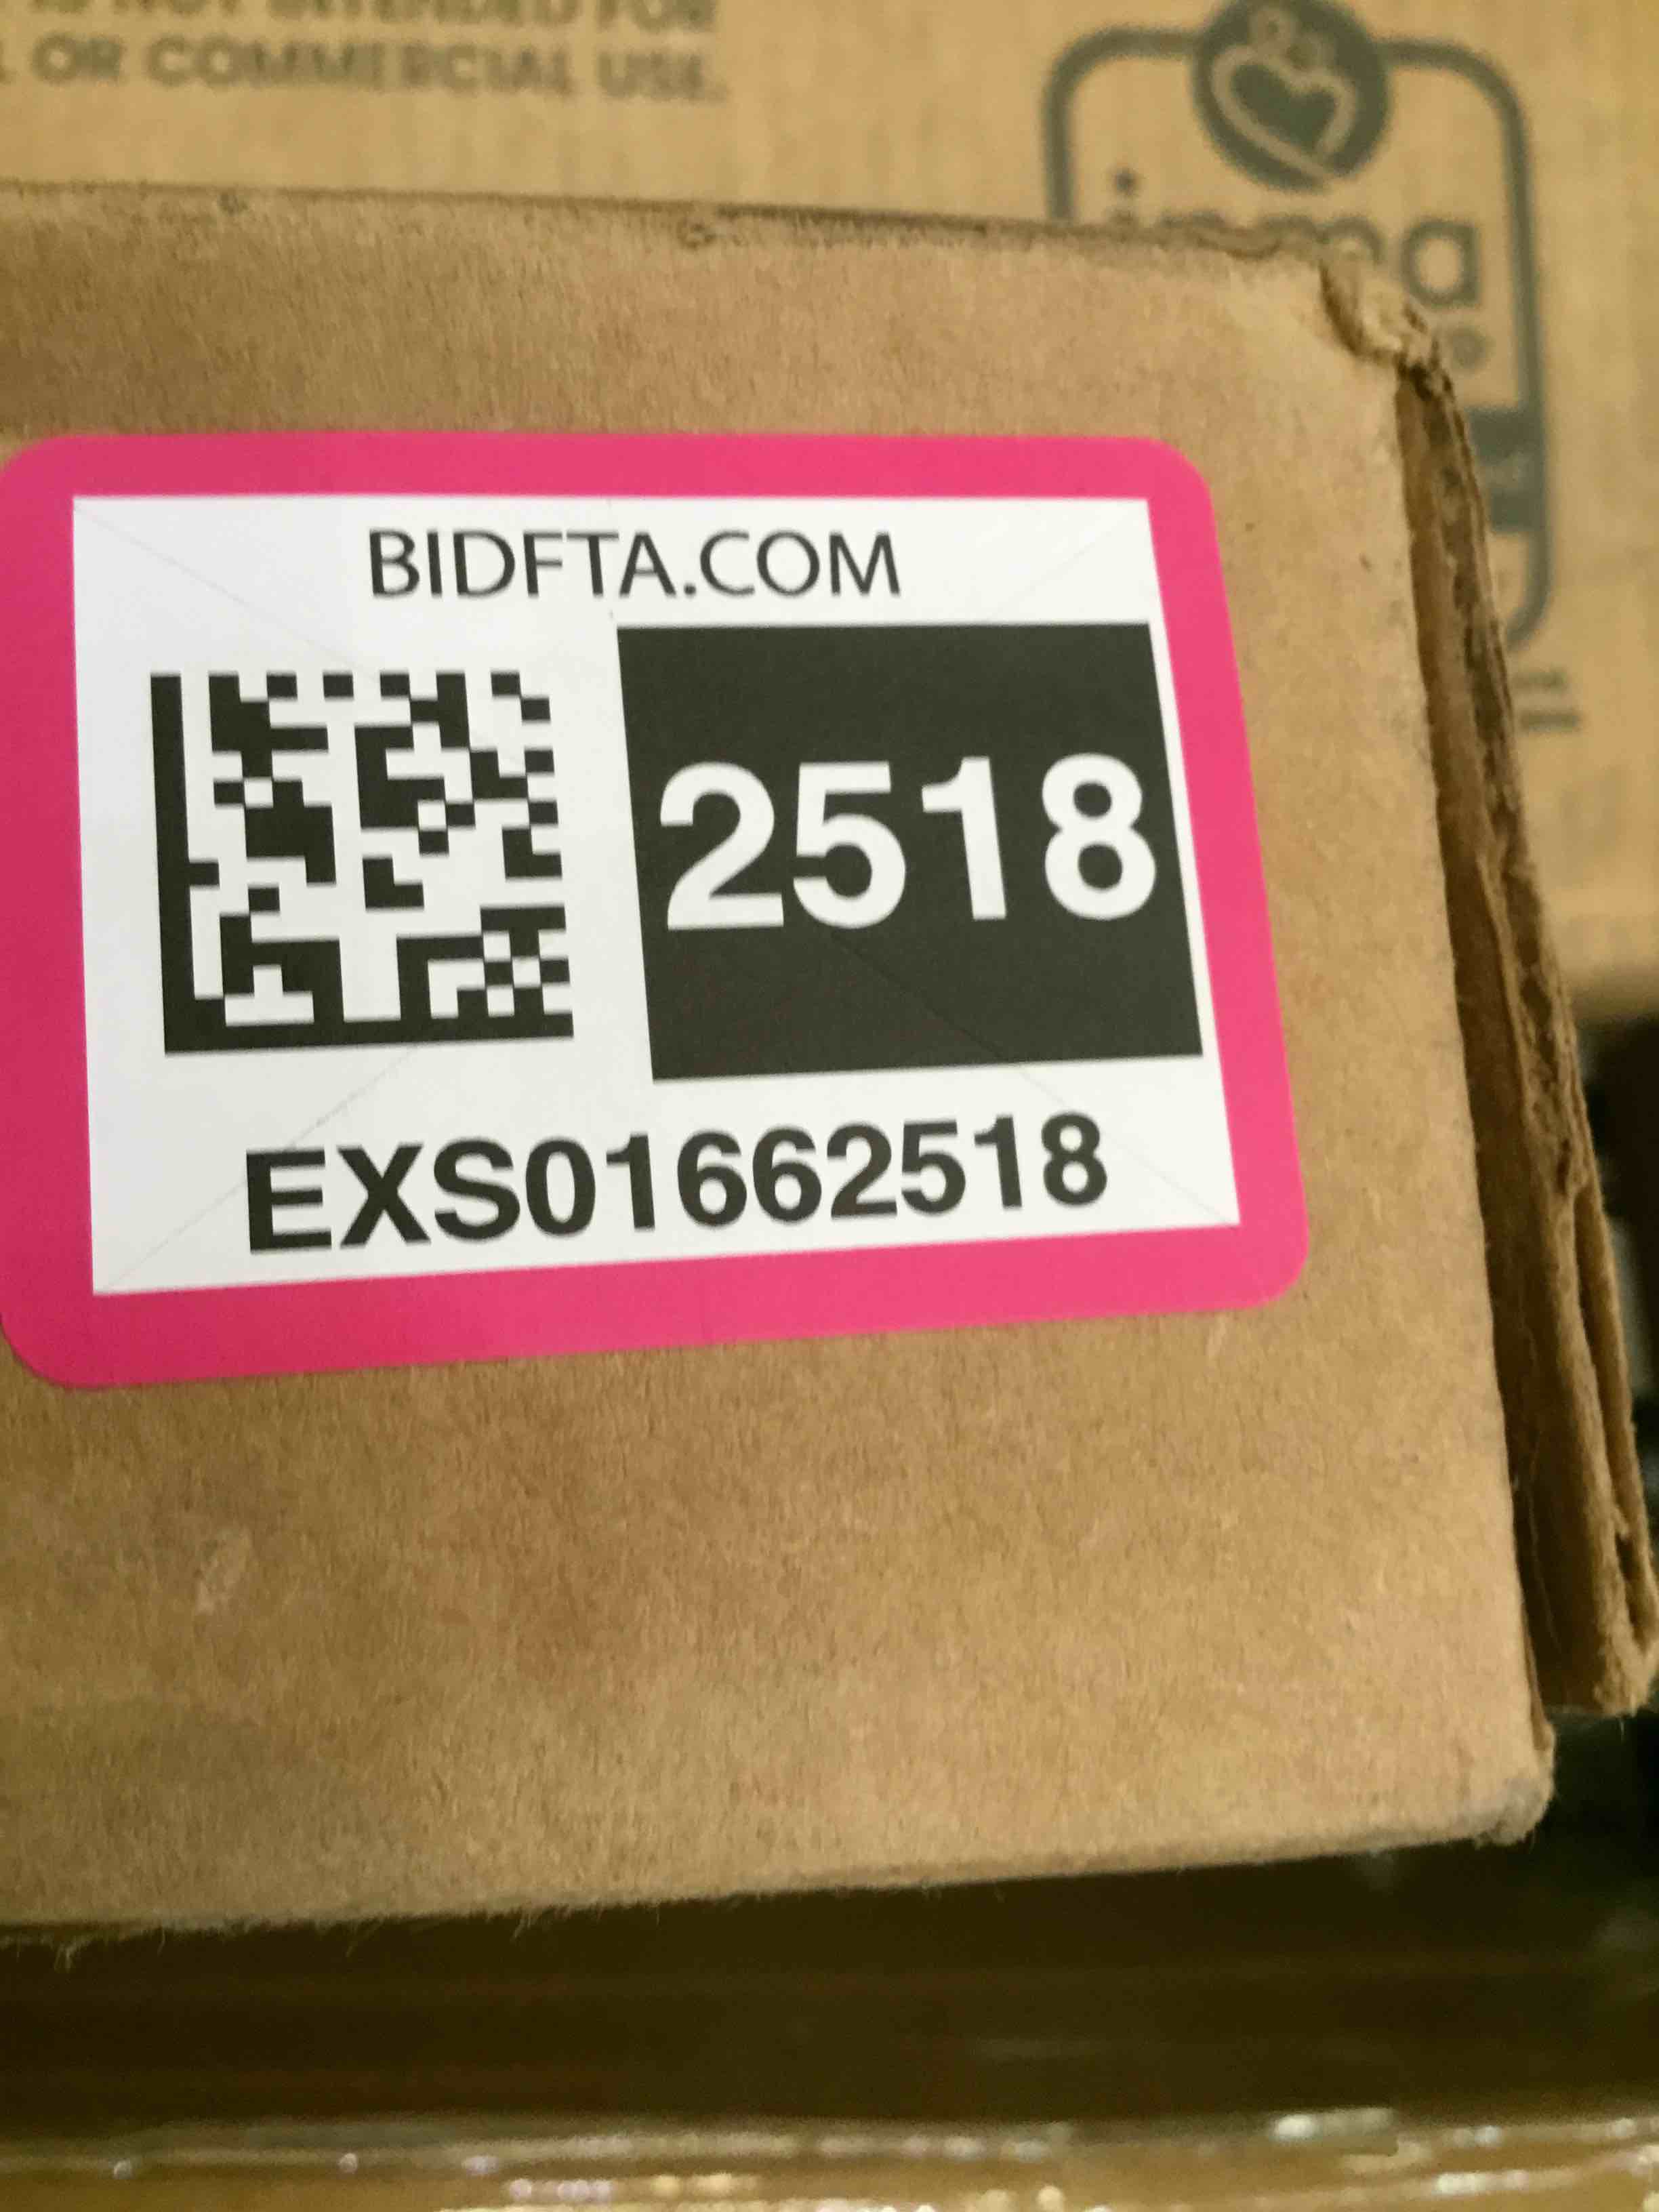 OR COMMERCIAL USE.
BIDFTA.COM
2518
EXS01662518